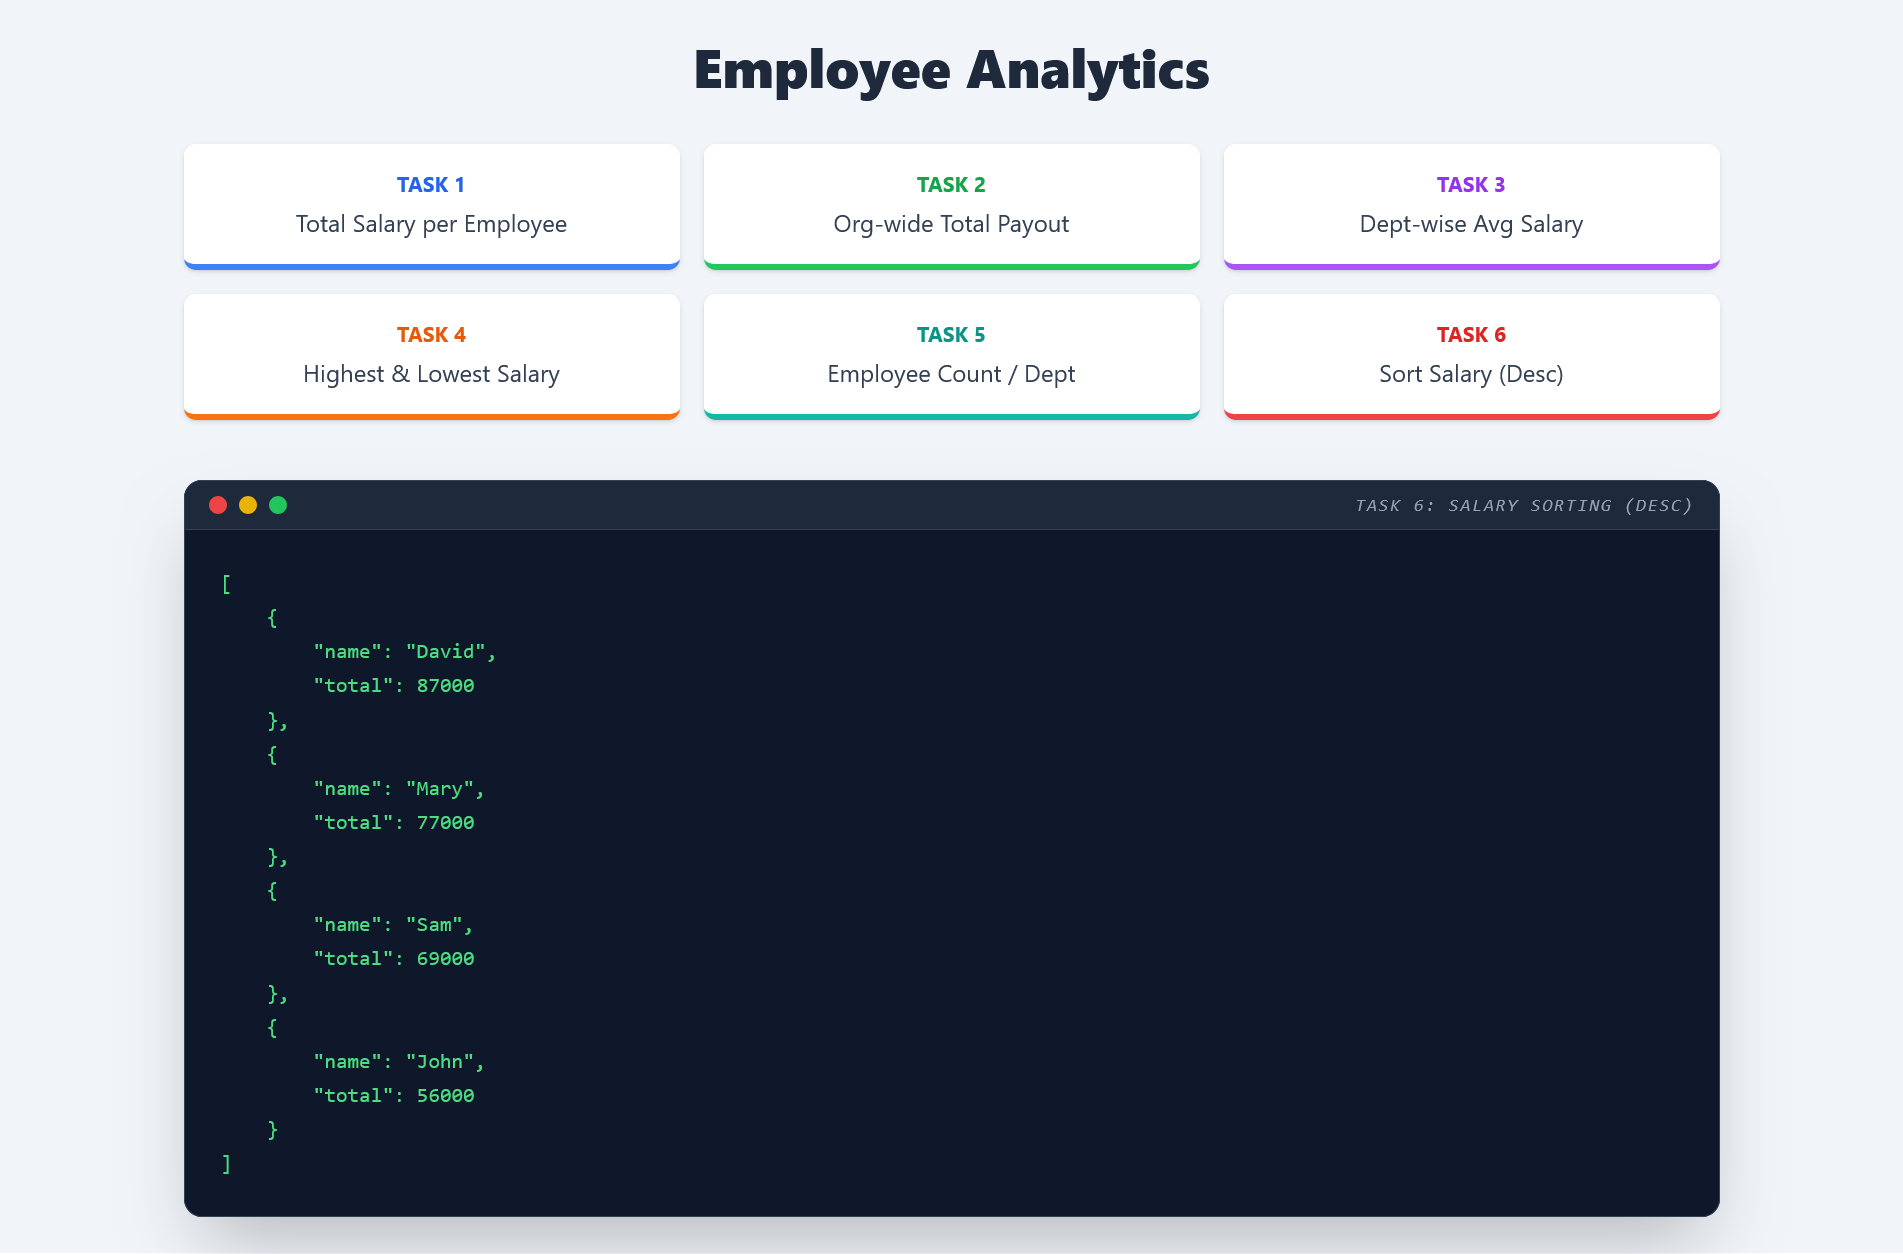 Employee Analytics
TASK 1
Total Salary per Employee
TASK 2
Org-wide Total Payout
TASK 3
Dept-wise Avg Salary
TASK 4
Highest & Lowest Salary
TASK 5
Employee Count / Dept
TASK 6
Sort Salary (Desc)
TASK 6: SALARY SORTING (DESC)
[
    {
        "name": "David",
        "total": 87000
    },
    {
        "name": "Mary",
        "total": 77000
    },
    {
        "name": "Sam",
        "total": 69000
    },
    {
        "name": "John",
        "total": 56000
    }
]